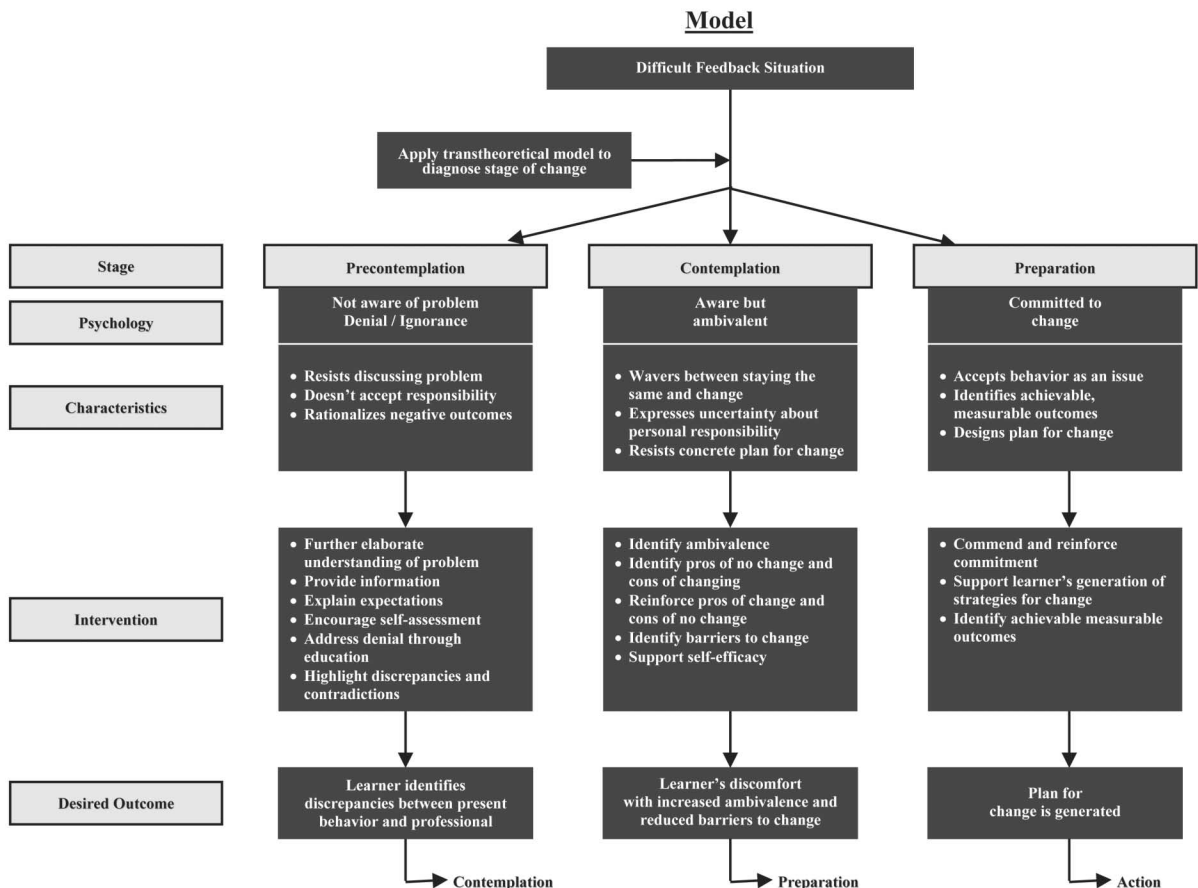 Model
Difficult Feedback Situation
Apply transtheoretical model to
diagnose stage of change
Stage
Precontemplation
Contemplation
Preparation
Psychology
Not aware of problem
Denial / Ignorance
Aware but
ambivalent
Committed to
change
Characteristics
• Resists discussing problem
• Doesn’t accept responsibility
• Rationalizes negative outcomes
• Wavers between staying the
same and change
• Expresses uncertainty about
personal responsibility
• Resists concrete plan for change
• Accepts behavior as an issue
• Identifies achievable,
measurable outcomes
• Designs plan for change
Intervention
• Further elaborate
understanding of problem
• Provide information
• Explain expectations
• Encourage self-assessment
• Address denial through
education
• Highlight discrepancies and
contradictions
• Identify ambivalence
• Identify pros of no change and
cons of changing
• Reinforce pros of change and
cons of no change
• Identify barriers to change
• Support self-efficacy
• Commend and reinforce
commitment
• Support learner’s generation of
strategies for change
• Identify achievable measurable
outcomes
Desired Outcome
Learner identifies
discrepancies between present
behavior and professional
Learner’s discomfort
with increased ambivalence and
reduced barriers to change
Plan for
change is generated
Contemplation
Preparation
Action